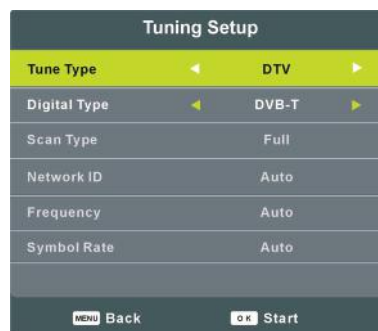 Tuning Setup
Tune Type DTV
Digital Type DVB-T
Scan Type Full
Network ID Auto
Frequency Auto
Symbol Rate Auto
MENU Back OK Start